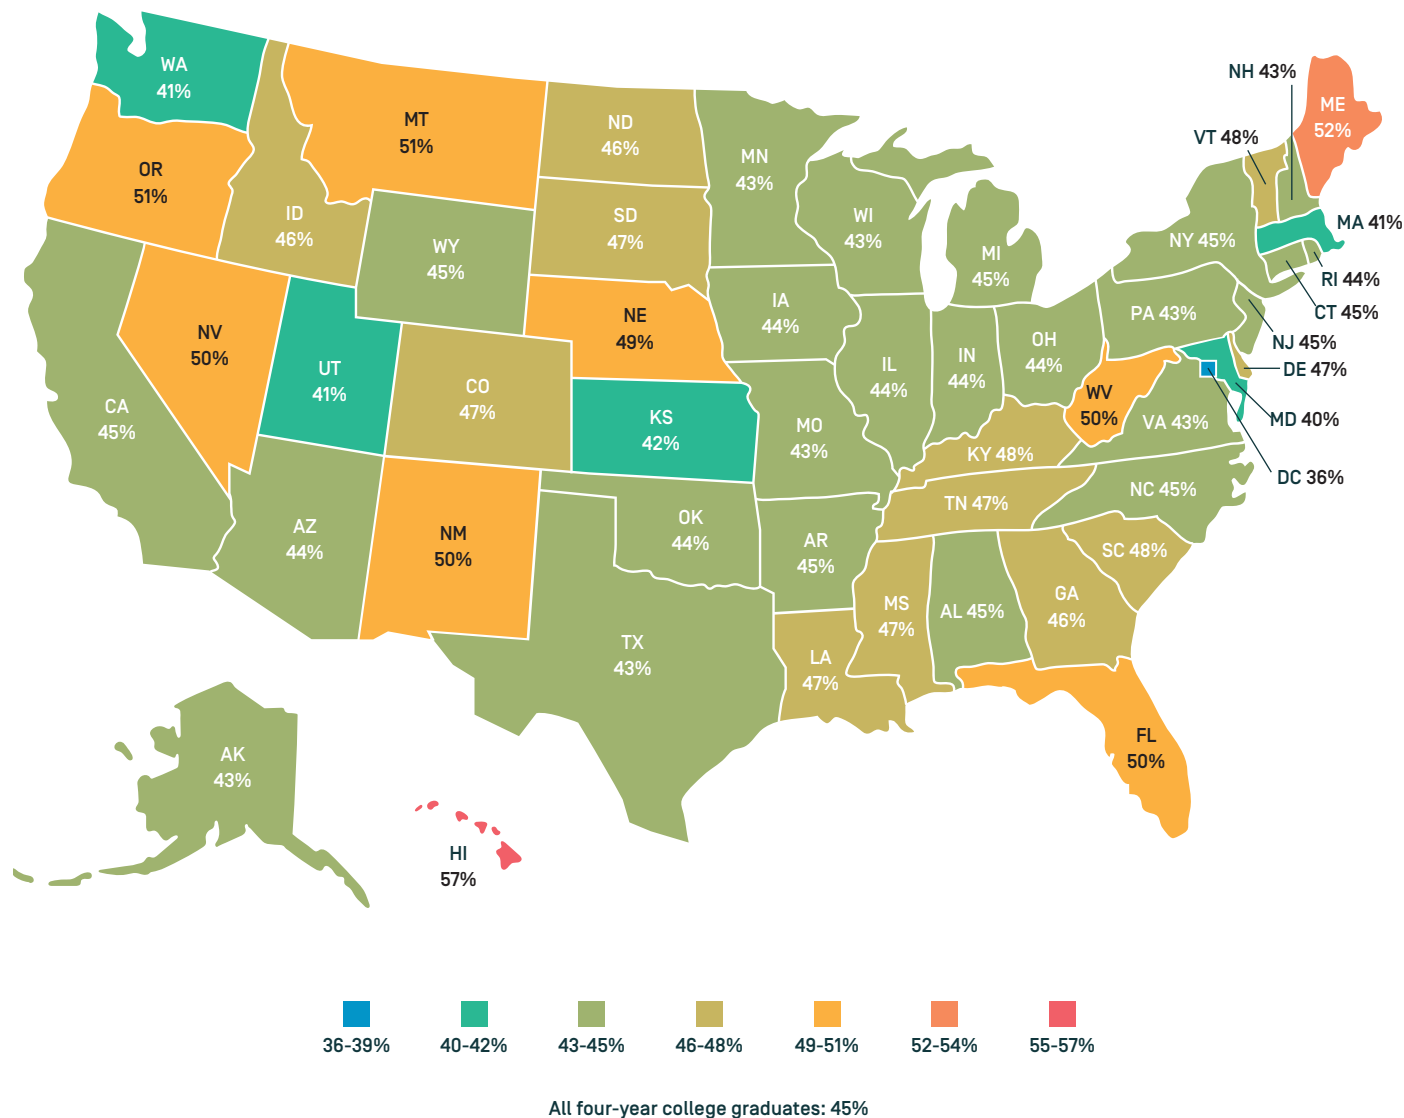 WA
41%
OR
51%
CA
45%
NV
50%
ID
46%
MT
51%
WY
45%
UT
41%
CO
47%
AZ
44%
NM
50%
ND
46%
SD
47%
NE
49%
KS
42%
OK
44%
TX
43%
MN
43%
IA
44%
MO
43%
AR
45%
LA
47%
WI
43%
IL
44%
MI
45%
IN
44%
OH
44%
KY 48%
TN 47%
MS
47%
AL 45%
GA
46%
FL
50%
SC 48%
NC 45%
VA 43%
WV
50%
PA 43%
NY 45%
VT 48%
NH 43%
ME
52%
MA 41%
RI 44%
CT 45%
NJ 45%
DE 47%
MD 40%
DC 36%
AK
43%
HI
57%
36-39%
40-42%
43-45%
46-48%
49-51%
52-54%
55-57%
All four-year college graduates: 45%